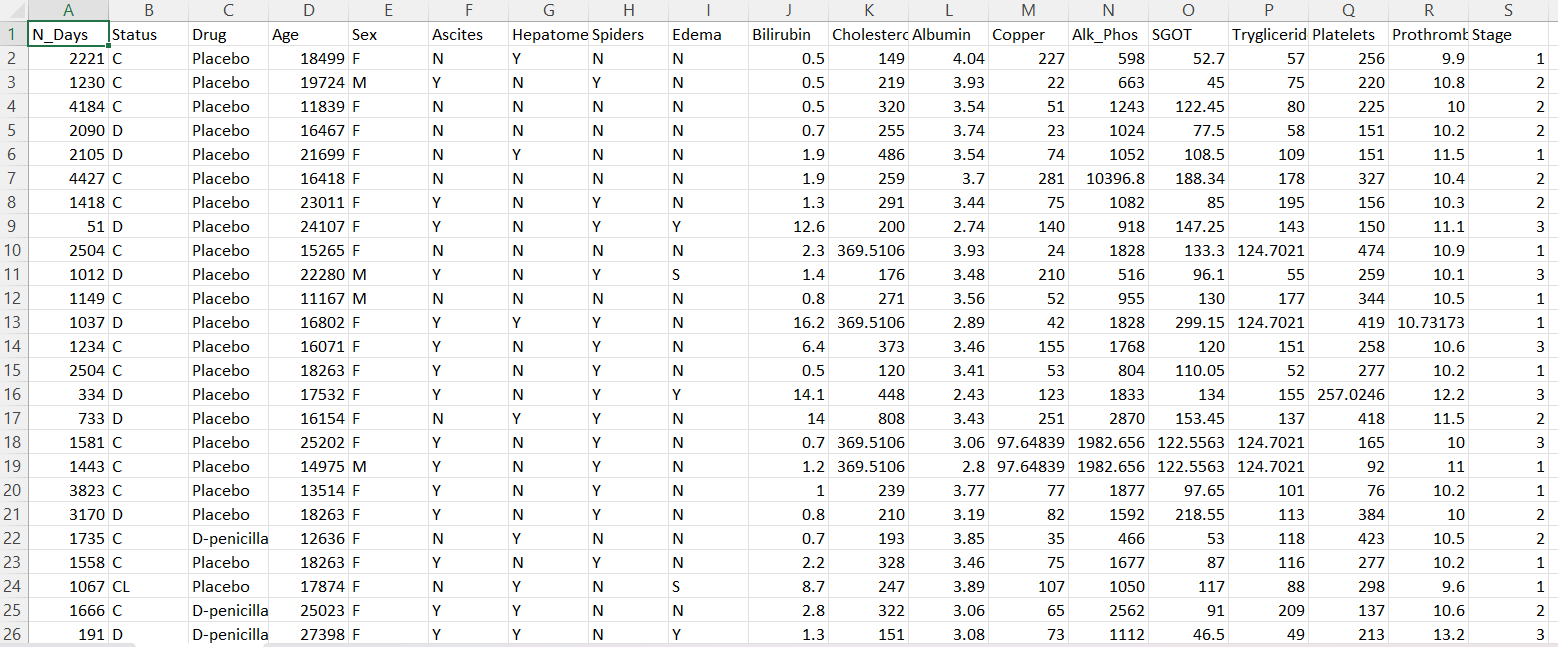 A B C D E F G H I J K L M N O P Q R S
1 N_Days Status Drug Age Sex Ascites Hepatome Spiders Edema Bilirubin Cholesterc Albumin Copper Alk_Phos SGOT Tryglicerid Platelets Prothromb Stage
2 2221 C Placebo 18499 F N Y N N 0.5 149 4.04 227 598 52.7 57 256 9.9 1
3 1230 C Placebo 19724 M Y N Y N 0.5 219 3.93 22 663 45 75 220 10.8 2
4 4184 C Placebo 11839 F N N N N 0.5 320 3.54 51 1243 122.45 80 225 10 2
5 2090 D Placebo 16467 F N N N N 0.7 255 3.74 23 1024 77.5 58 151 10.2 2
6 2105 D Placebo 21699 F N Y N N 1.9 486 3.54 74 1052 108.5 109 151 11.5 1
7 4427 C Placebo 16418 F N N N N 1.9 259 3.7 281 10396.8 188.34 178 327 10.4 2
8 1418 C Placebo 23011 F Y N Y N 1.3 291 3.44 75 1082 85 195 156 10.3 2
9 51 D Placebo 24107 F Y N Y Y 12.6 200 2.74 140 918 147.25 143 150 11.1 3
10 2504 C Placebo 15265 F N N N N 2.3 369.5106 3.93 24 1828 133.3 124.7021 474 10.9 1
11 1012 D Placebo 22280 M Y N Y S 1.4 176 3.48 210 516 96.1 55 259 10.1 3
12 1149 C Placebo 11167 M N N N N 0.8 271 3.56 52 955 130 177 344 10.5 1
13 1037 D Placebo 16802 F Y Y Y N 16.2 369.5106 2.89 42 1828 299.15 124.7021 419 10.73173 1
14 1234 C Placebo 16071 F Y N Y N 6.4 373 3.46 155 1768 120 151 258 10.6 3
15 2504 C Placebo 18263 F Y N Y N 0.5 120 3.41 53 804 110.05 52 277 10.2 1
16 334 D Placebo 17532 F Y N Y Y 14.1 448 2.43 123 1833 134 155 257.0246 12.2 3
17 733 D Placebo 16154 F N Y Y N 14 808 3.43 251 2870 153.45 137 418 11.5 2
18 1581 C Placebo 25202 F Y N Y N 0.7 369.5106 3.06 97.64839 1982.656 122.5563 124.7021 165 10 3
19 1443 C Placebo 14975 M Y N Y N 1.2 369.5106 2.8 97.64839 1982.656 122.5563 124.7021 92 11 1
20 3823 C Placebo 13514 F Y N Y N 1 239 3.77 77 1877 97.65 101 76 10.2 1
21 3170 D Placebo 18263 F Y N Y N 0.8 210 3.19 82 1592 218.55 113 384 10 2
22 1735 C D-penicilla 12636 F N Y N N 0.7 193 3.85 35 466 53 118 423 10.5 2
23 1558 C Placebo 18263 F Y N Y N 2.2 328 3.46 75 1677 87 116 277 10.2 1
24 1067 CL Placebo 17874 F N Y N S 8.7 247 3.89 107 1050 117 88 298 9.6 1
25 1666 C D-penicilla 25023 F Y Y N N 2.8 322 3.06 65 2562 91 209 137 10.6 2
26 191 D D-penicilla 27398 F Y Y N Y 1.3 151 3.08 73 1112 46.5 49 213 13.2 3